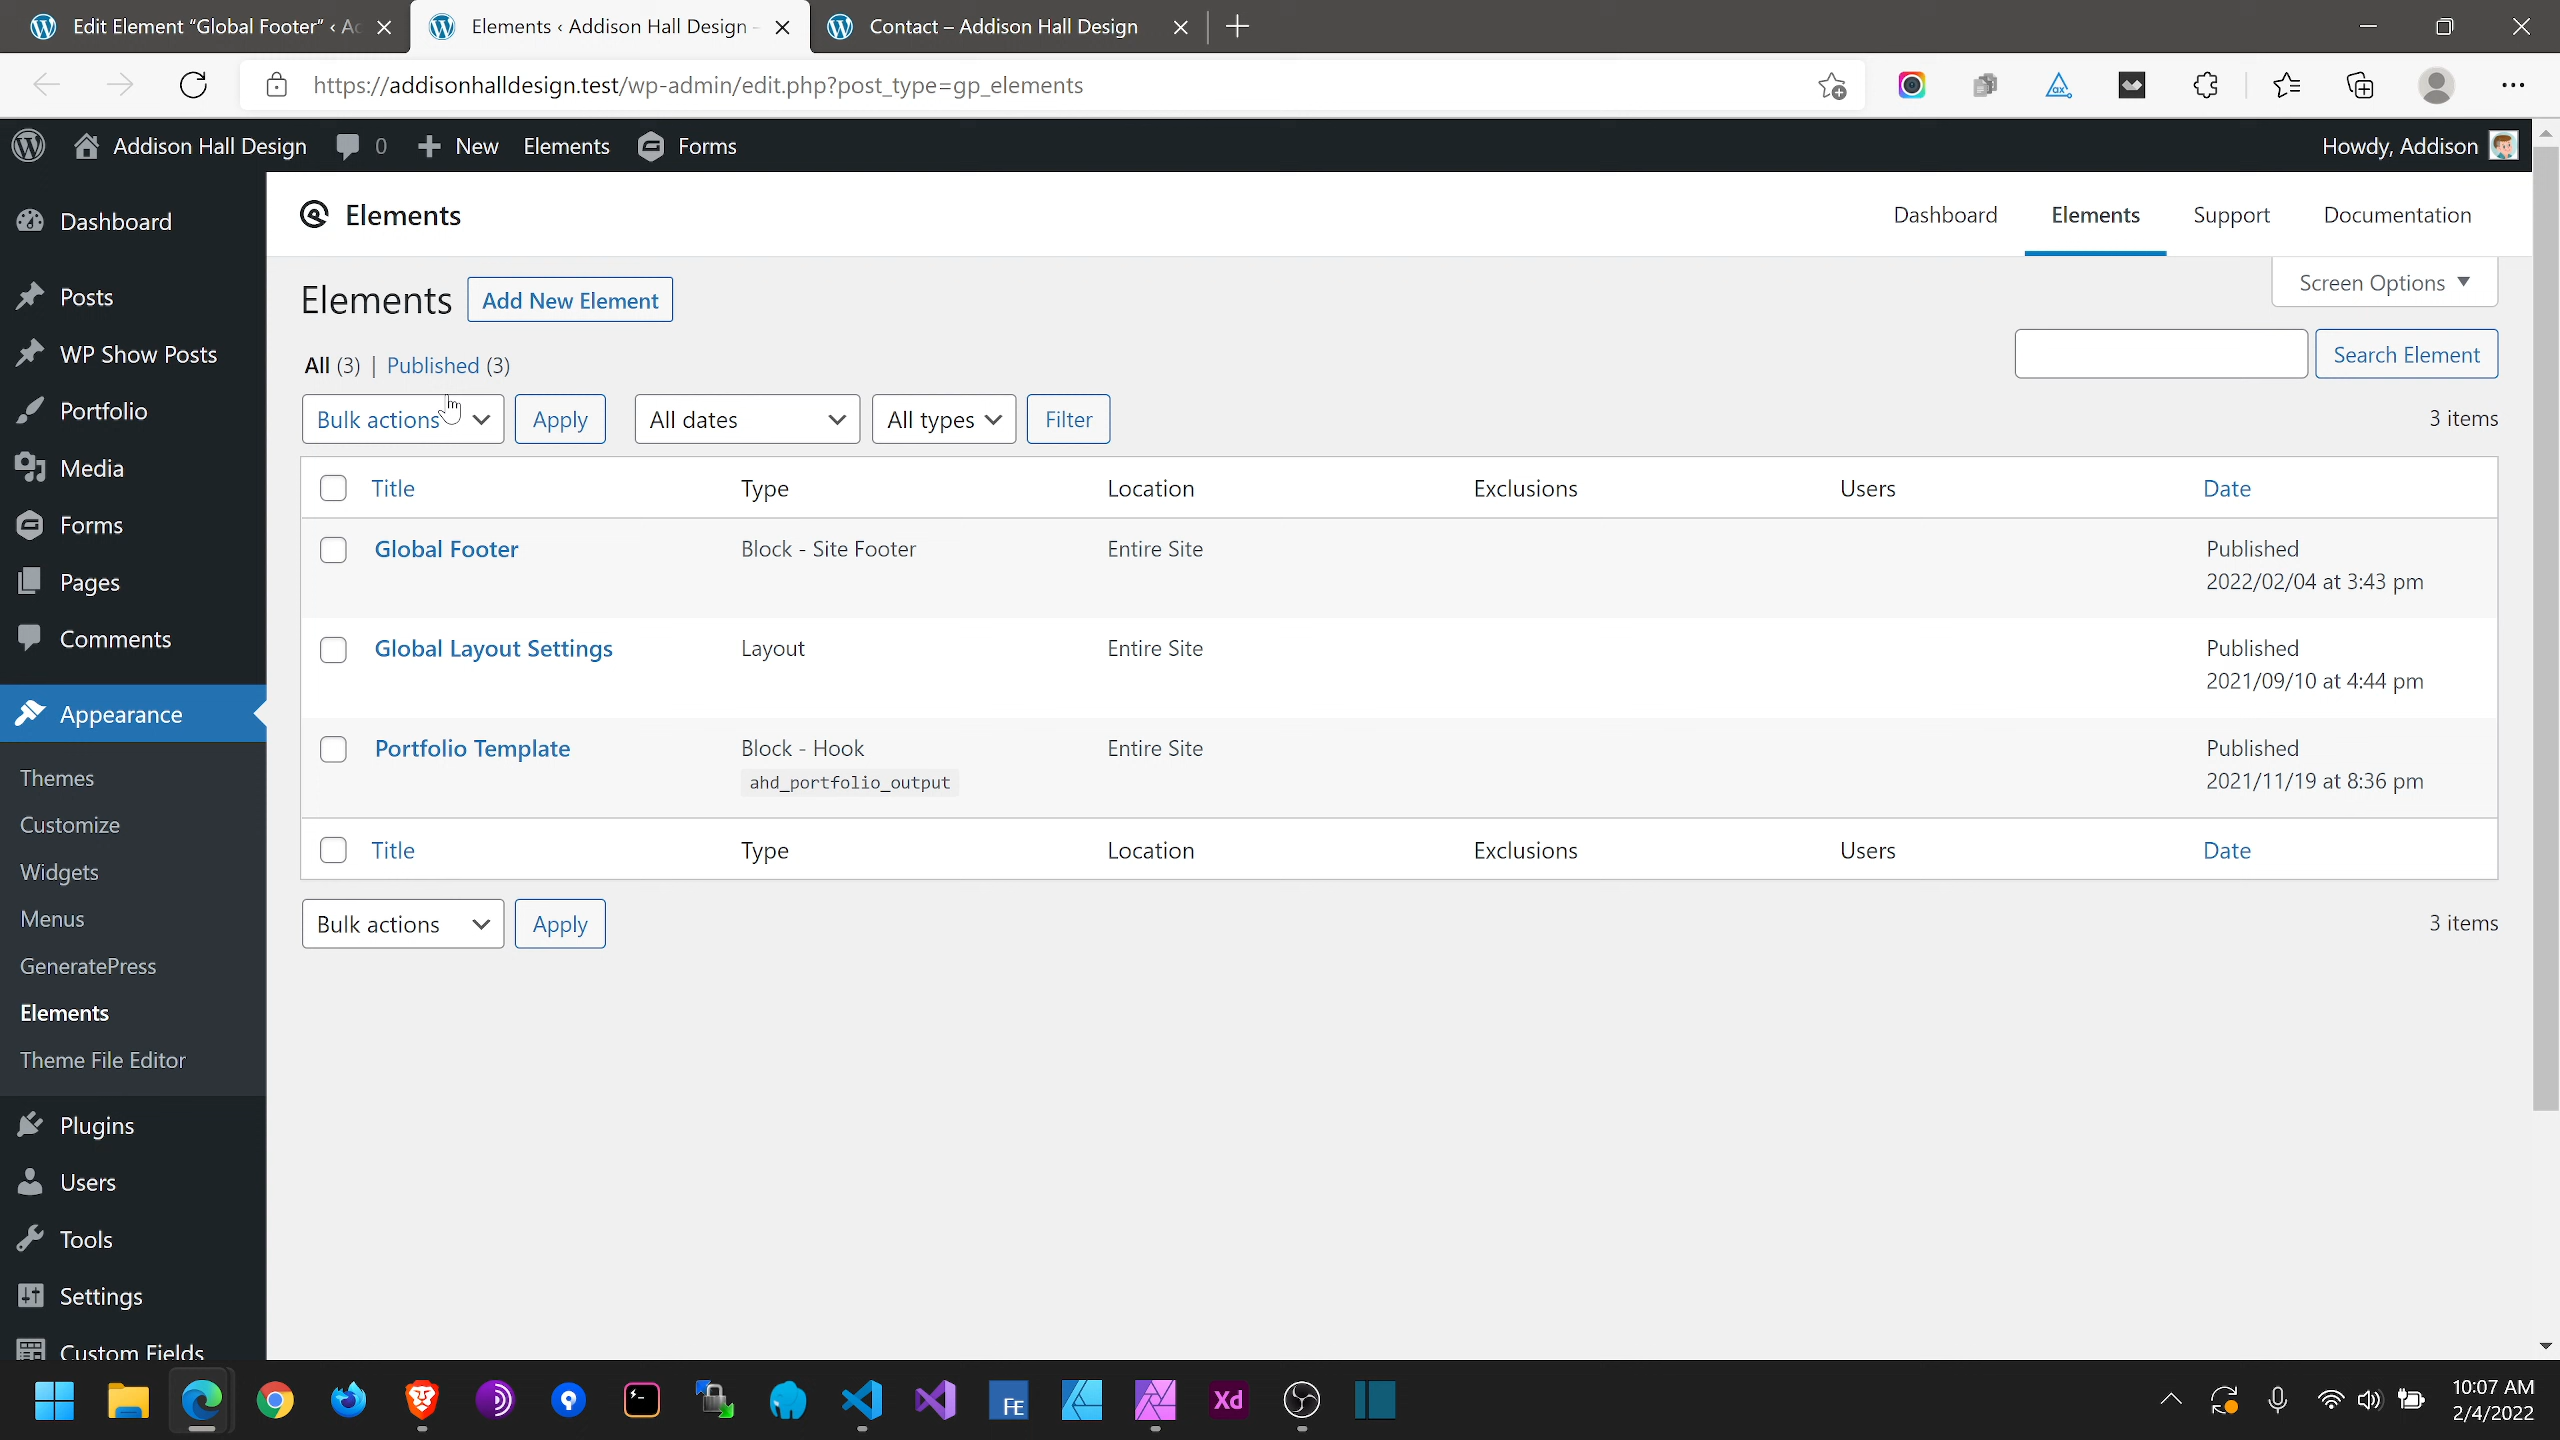 Edit Element “Global Footer” ‹ Ad
Elements ‹ Addison Hall Design -
Contact – Addison Hall Design
https://addisonhalldesign.test/wp-admin/edit.php?post_type=gp_elements
Addison Hall Design
0
New
Elements
Forms
Howdy, Addison
Dashboard
Posts
WP Show Posts
Portfolio
Media
Forms
Pages
Comments
Appearance
Themes
Customize
Widgets
Menus
GeneratePress
Elements
Theme File Editor
Plugins
Users
Tools
Settings
Custom Fields
Elements
Dashboard
Elements
Support
Documentation
Elements
Add New Element
Screen Options
All (3) | Published (3)
Search Element
Bulk actions
Apply
All dates
All types
Filter
3 items
Title Type Location Exclusions Users Date
Global Footer Block - Site Footer Entire Site Published
2022/02/04 at 3:43 pm
Global Layout Settings Layout Entire Site Published
2021/09/10 at 4:44 pm
Portfolio Template Block - Hook Entire Site Published
ahd_portfolio_output 2021/11/19 at 8:36 pm
Title Type Location Exclusions Users Date
Bulk actions
Apply
3 items
FE
Xd
10:07 AM
2/4/2022